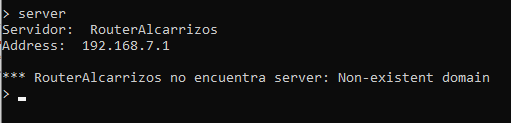 > server
Servidor:  RouterAlcarrizos
Address:  192.168.7.1
*** RouterAlcarrizos no encuentra server: Non-existent domain
>